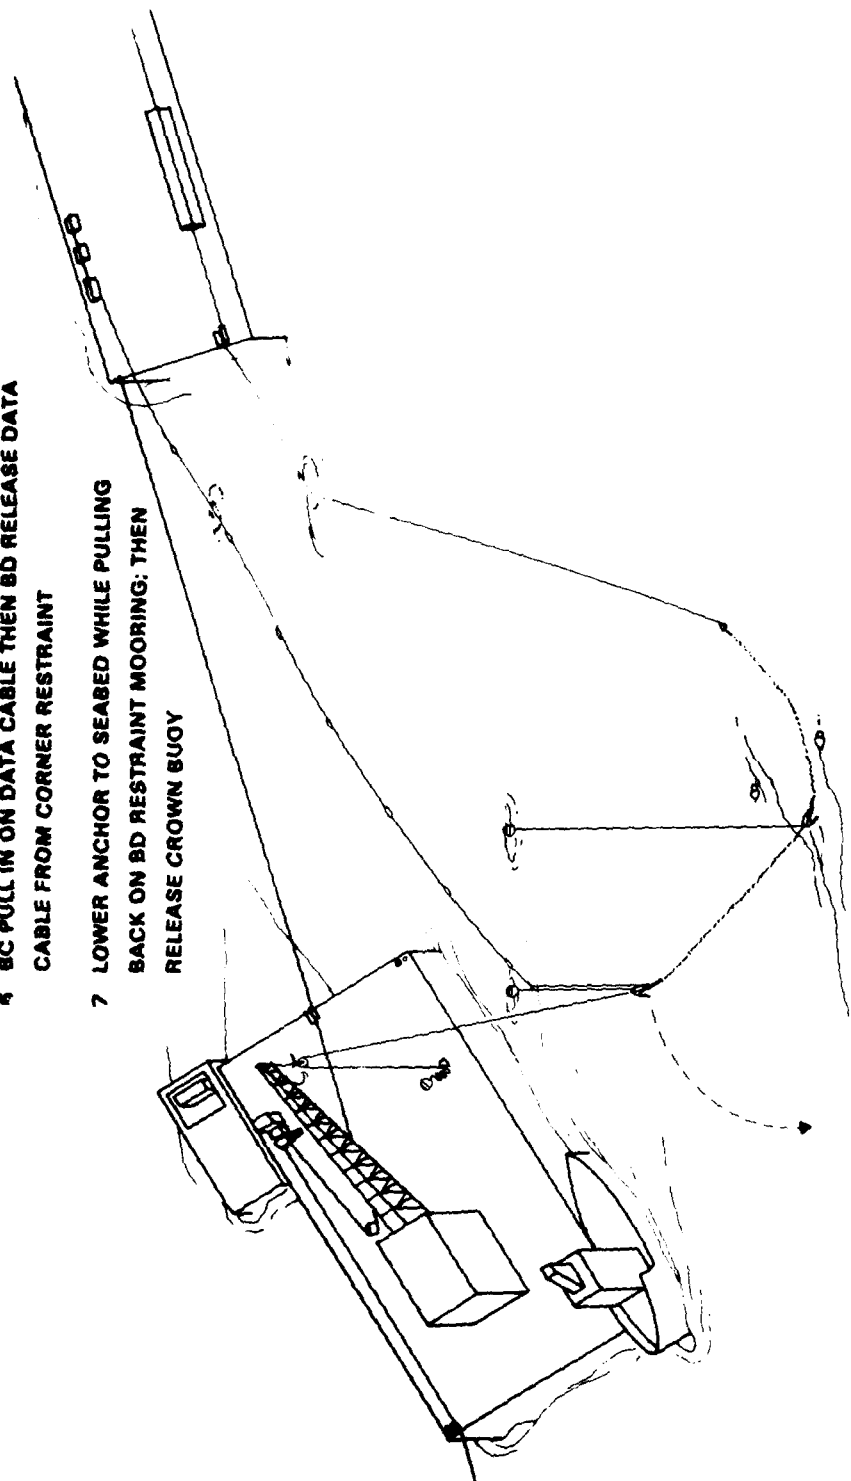 BC PULL IN ON DATA CABLE THEN BD RELEASE DATA
CABLE FROM CORNER RESTRAINT
7 LOWER ANCHOR TO SEABED WHILE PULLING
BACK ON BD RESTRAINT MOORING; THEN
RELEASE CROWN BUOY